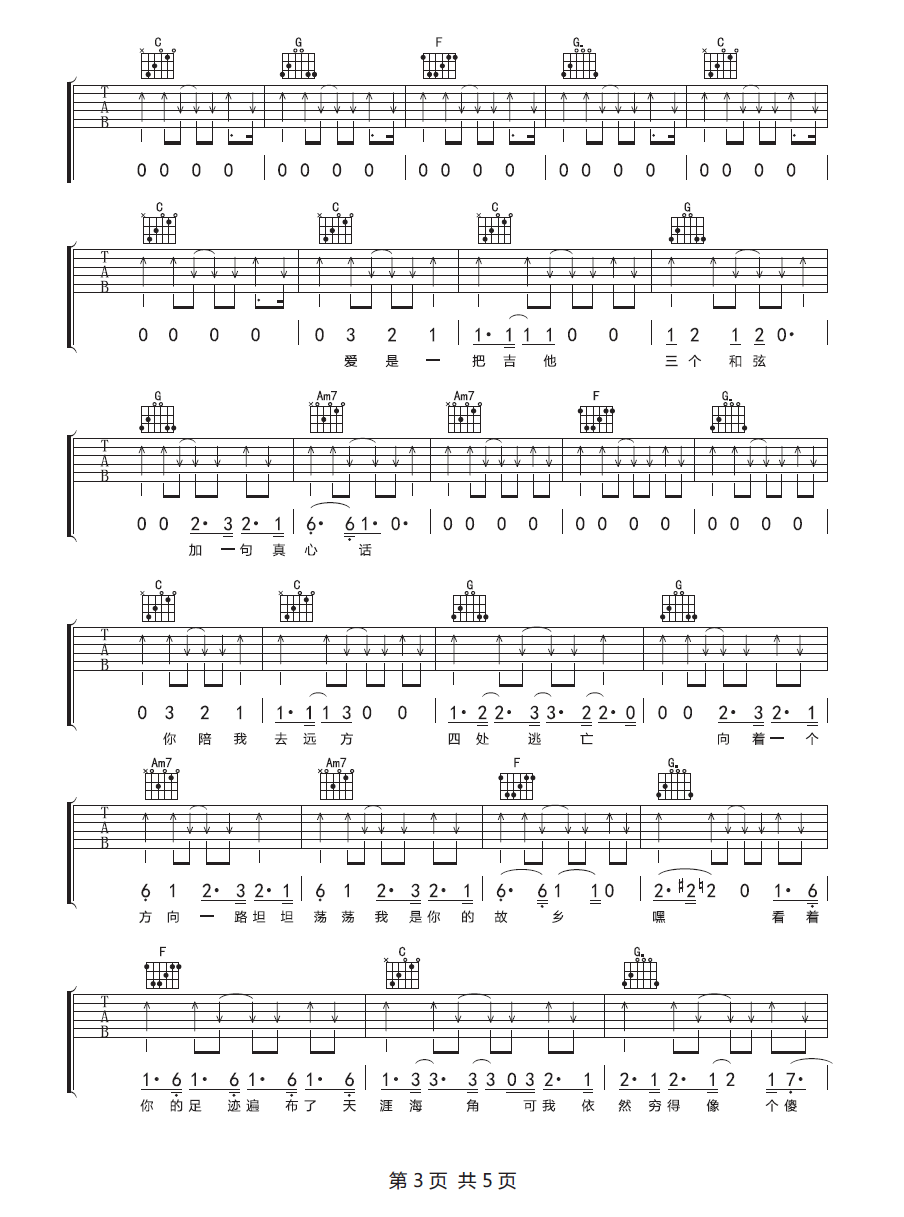 C G F G. C
T
A
B
0 0 0 0 0 0 0 0 0 0 0 0 0 0 0 0 0 0 0 0
C C C G
T
A
B
0 0 0 0 0 3 2 1 1· 1 1 1 0 0 1 2 1 2 0·
爱 是 一 把 吉 他 三 个 和 弦
G Am7 Am7 F G.
T
A
B
0 0 2· 3 2· 1 6· 6 1· 0· 0 0 0 0 0 0 0 0 0 0 0 0
加 一 句 真 心 话
C C G G
T
A
B
0 3 2 1 1· 1 1 3 0 0 1· 2 2· 3 3· 2 2· 0 0 0 2· 3 2· 1
你 陪 我 去 远 方 四 处 逃 亡 向 着 一 个
Am7 Am7 F G.
T
A
B
6 1 2· 3 2· 1 6 1 2· 3 2· 1 6· 6 1 1 0 2· ♮2 ♮2 0 1· 6
方 向 一 路 坦 坦 荡 荡 我 是 你 的 故 乡 嘿 看 着
F C G.
T
A
B
1· 6 1· 6 1· 6 1· 6 1· 3 3· 3 3 0 3 2· 1 2· 1 2· 1 2 1 7·
你 的 足 迹 遍 布 了 天 涯 海 角 可 我 依 然 穷 得 像 个 傻
第 3 页 共 5 页